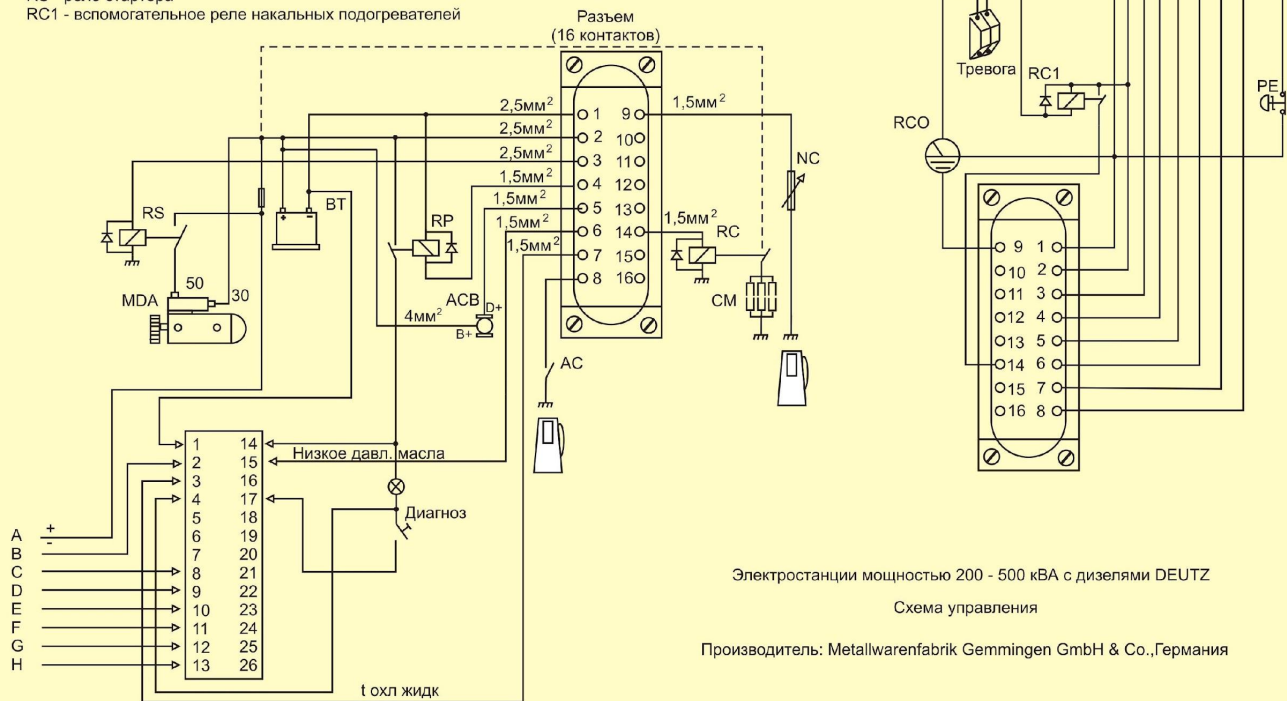 RC1 - вспомогательное реле накальных подогревателей
Разъем
(16 контактов)
2,5мм²
2,5мм²
2,5мм²
1,5мм²
1,5мм²
1,5мм²
1,5мм²
1 9
2 10
3 11
4 12
5 13
6 14
7 15
8 16
1,5мм²
1,5мм²
NC
RC
CM
RS
BT
RP
+ -
50
30
MDA
ACB
D+
B+
4мм²
AC
Тревога
RC1
RCO
PE
9 1
10 2
11 3
12 4
13 5
14 6
15 7
16 8
1 14
2 15
3 16
4 17
5 18
6 19
7 20
8 21
9 22
10 23
11 24
12 25
13 26
Низкое давл. масла
Диагноз
A +
-
B
C
D
E
F
G
H
t охл жидк
Электростанции мощностью 200 - 500 кВА с дизелями DEUTZ
Схема управления
Производитель: Metallwarenfabrik Gemmingen GmbH & Co.,Германия